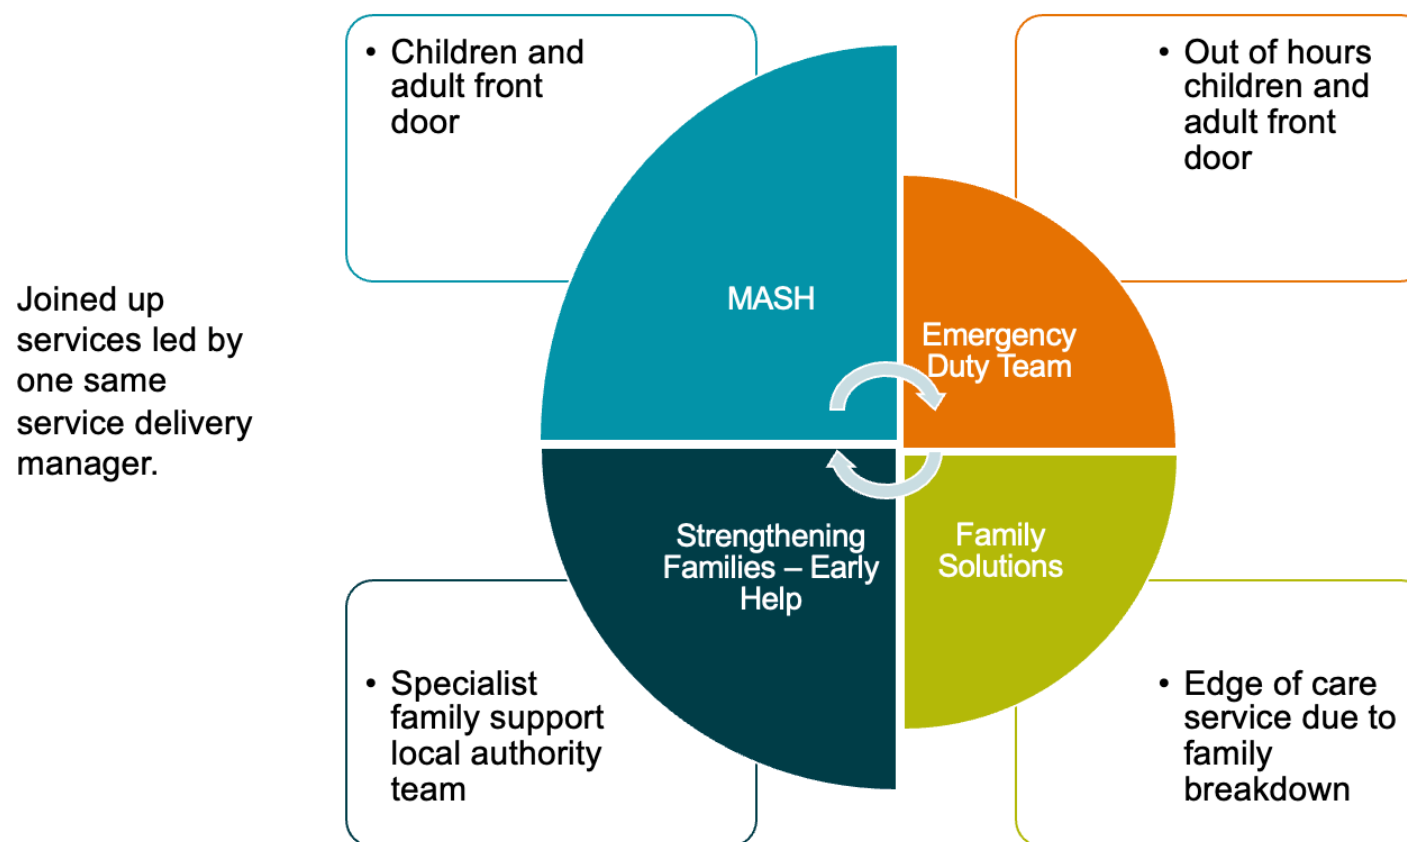 • Children and
adult front
door
• Out of hours
children and
adult front
door
Joined up
services led by
one same
service delivery
manager.
MASH
Emergency
Duty Team
Strengthening
Families – Early
Help
Family
Solutions
• Specialist
family support
local authority
team
• Edge of care
service due to
family
breakdown